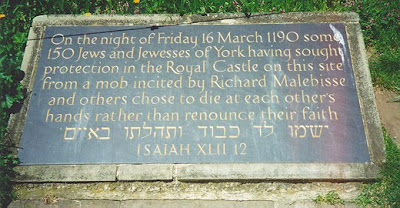 On the night of Friday 16 March 1190 some
150 Jews and Jewesses of York having sought
protection in the Royal Castle on this site
from a mob incited by Richard Malebisse
and others chose to die at each other's
hands rather than renounce their faith
ישימו לד׳ כבוד ותהלתו באיים
ISAIAH XLII 12